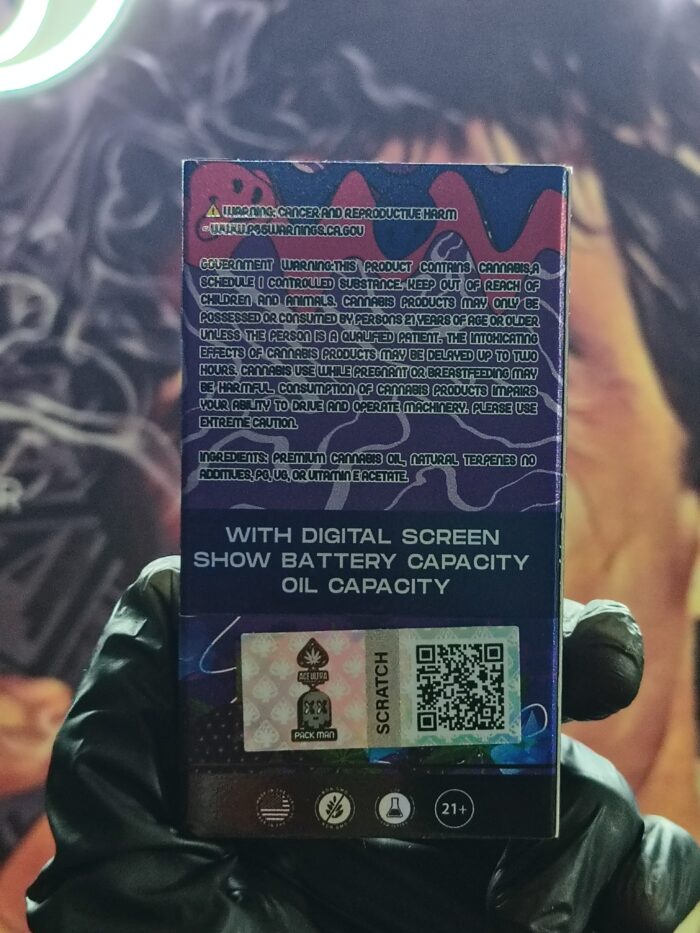 ⚠ WARNING: CANCER AND REPRODUCTIVE HARM
- WWW.P65WARNINGS.CA.GOV
GOVERNMENT WARNING:THIS PRODUCT CONTAINS CANNABIS,A
SCHEDULE I CONTROLLED SUBSTANCE. KEEP OUT OF REACH OF
CHILDREN AND ANIMALS. CANNABIS PRODUCTS MAY ONLY BE
POSSESSED OR CONSUMED BY PERSONS 21 YEARS OF AGE OR OLDER
UNLESS THE PERSON IS A QUALIFIED PATIENT. THE INTOXICATING
EFFECTS OF CANNABIS PRODUCTS MAY BE DELAYED UP TO TWO
HOURS. CANNABIS USE WHILE PREGNANT OR BREASTFEEDING MAY
BE HARMFUL. CONSUMPTION OF CANNABIS PRODUCTS IMPAIRS
YOUR ABILITY TO DRIVE AND OPERATE MACHINERY. PLEASE USE
EXTREME CAUTION.
INGREDIENTS: PREMIUM CANNABIS OIL, NATURAL TERPENES NO
ADDITIVES, PG, VG, OR VITAMIN E ACETATE.
WITH DIGITAL SCREEN
SHOW BATTERY CAPACITY
OIL CAPACITY
ACE ULTRA
PACK MAN
SCRATCH
21+